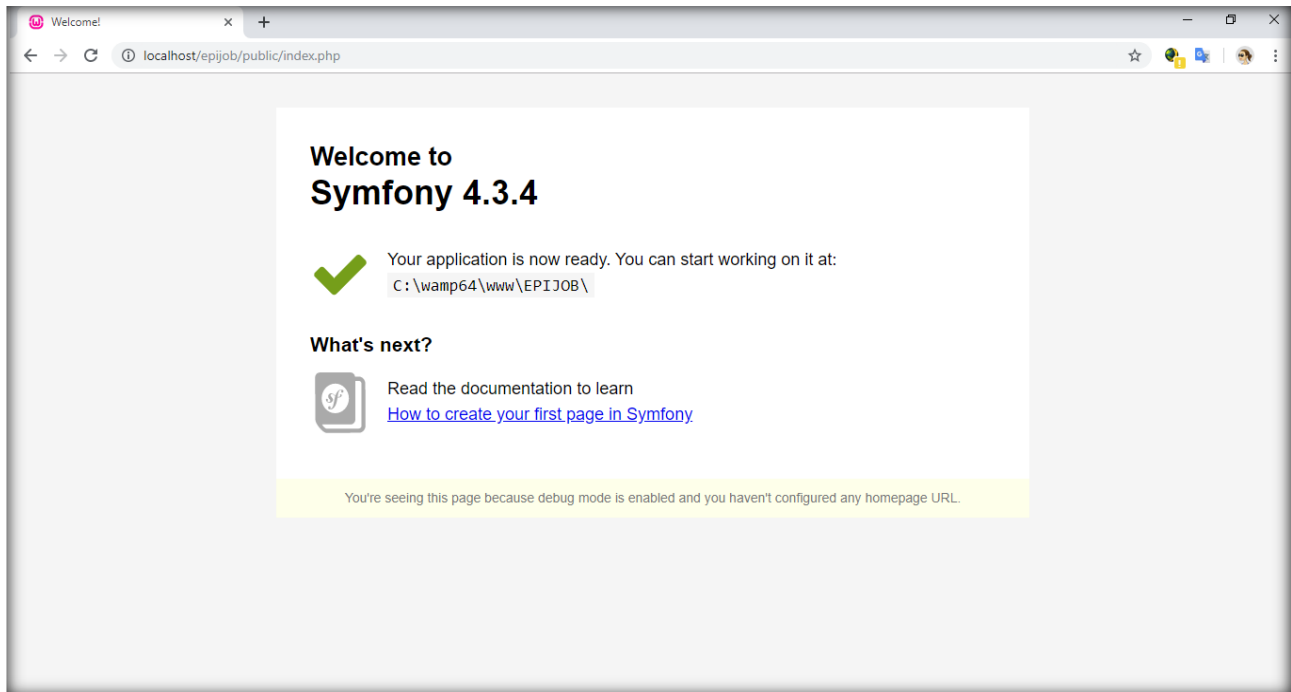 Welcome!
localhost/epijob/public/index.php
Welcome to
Symfony 4.3.4
Your application is now ready. You can start working on it at:
C:\wamp64\www\EPIJOB\
What's next?
sf
Read the documentation to learn
How to create your first page in Symfony
You're seeing this page because debug mode is enabled and you haven't configured any homepage URL.